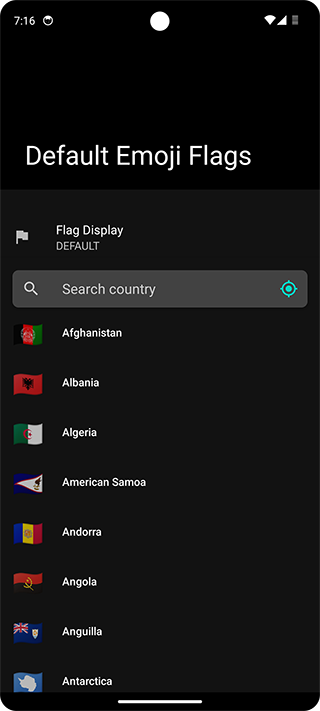 7:16
Default Emoji Flags
Flag Display
DEFAULT
Search country
Afghanistan
Albania
Algeria
American Samoa
Andorra
Angola
Anguilla
Antarctica